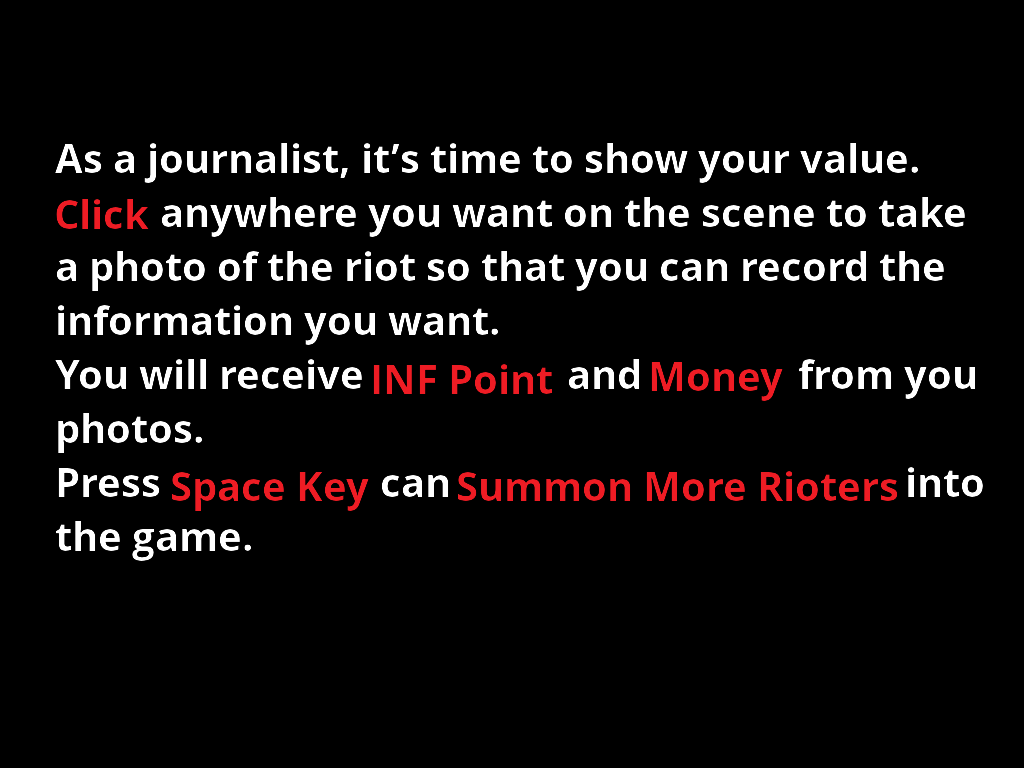 As a journalist, it’s time to show your value.
Click anywhere you want on the scene to take
a photo of the riot so that you can record the
information you want.
You will receive INF Point and Money from you
photos.
Press Space Key can Summon More Rioters into
the game.